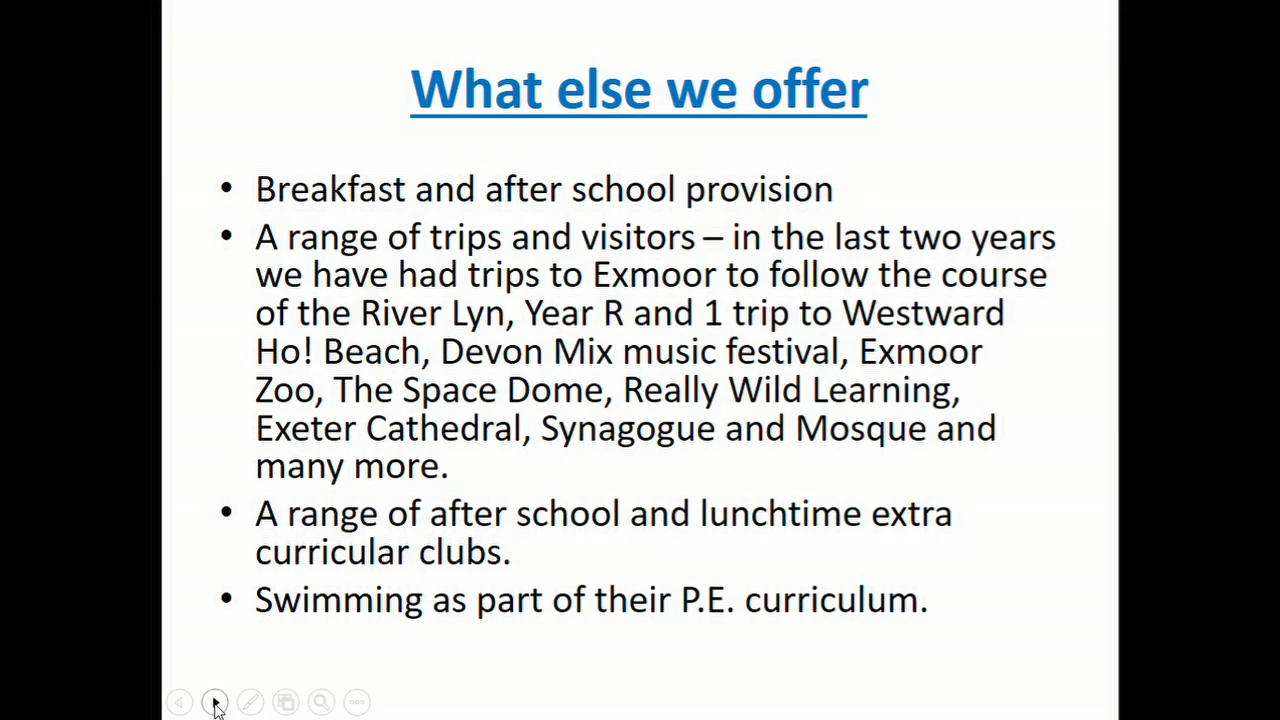 What else we offer
• Breakfast and after school provision
• A range of trips and visitors – in the last two years
we have had trips to Exmoor to follow the course
of the River Lyn, Year R and 1 trip to Westward
Ho! Beach, Devon Mix music festival, Exmoor
Zoo, The Space Dome, Really Wild Learning,
Exeter Cathedral, Synagogue and Mosque and
many more.
• A range of after school and lunchtime extra
curricular clubs.
• Swimming as part of their P.E. curriculum.